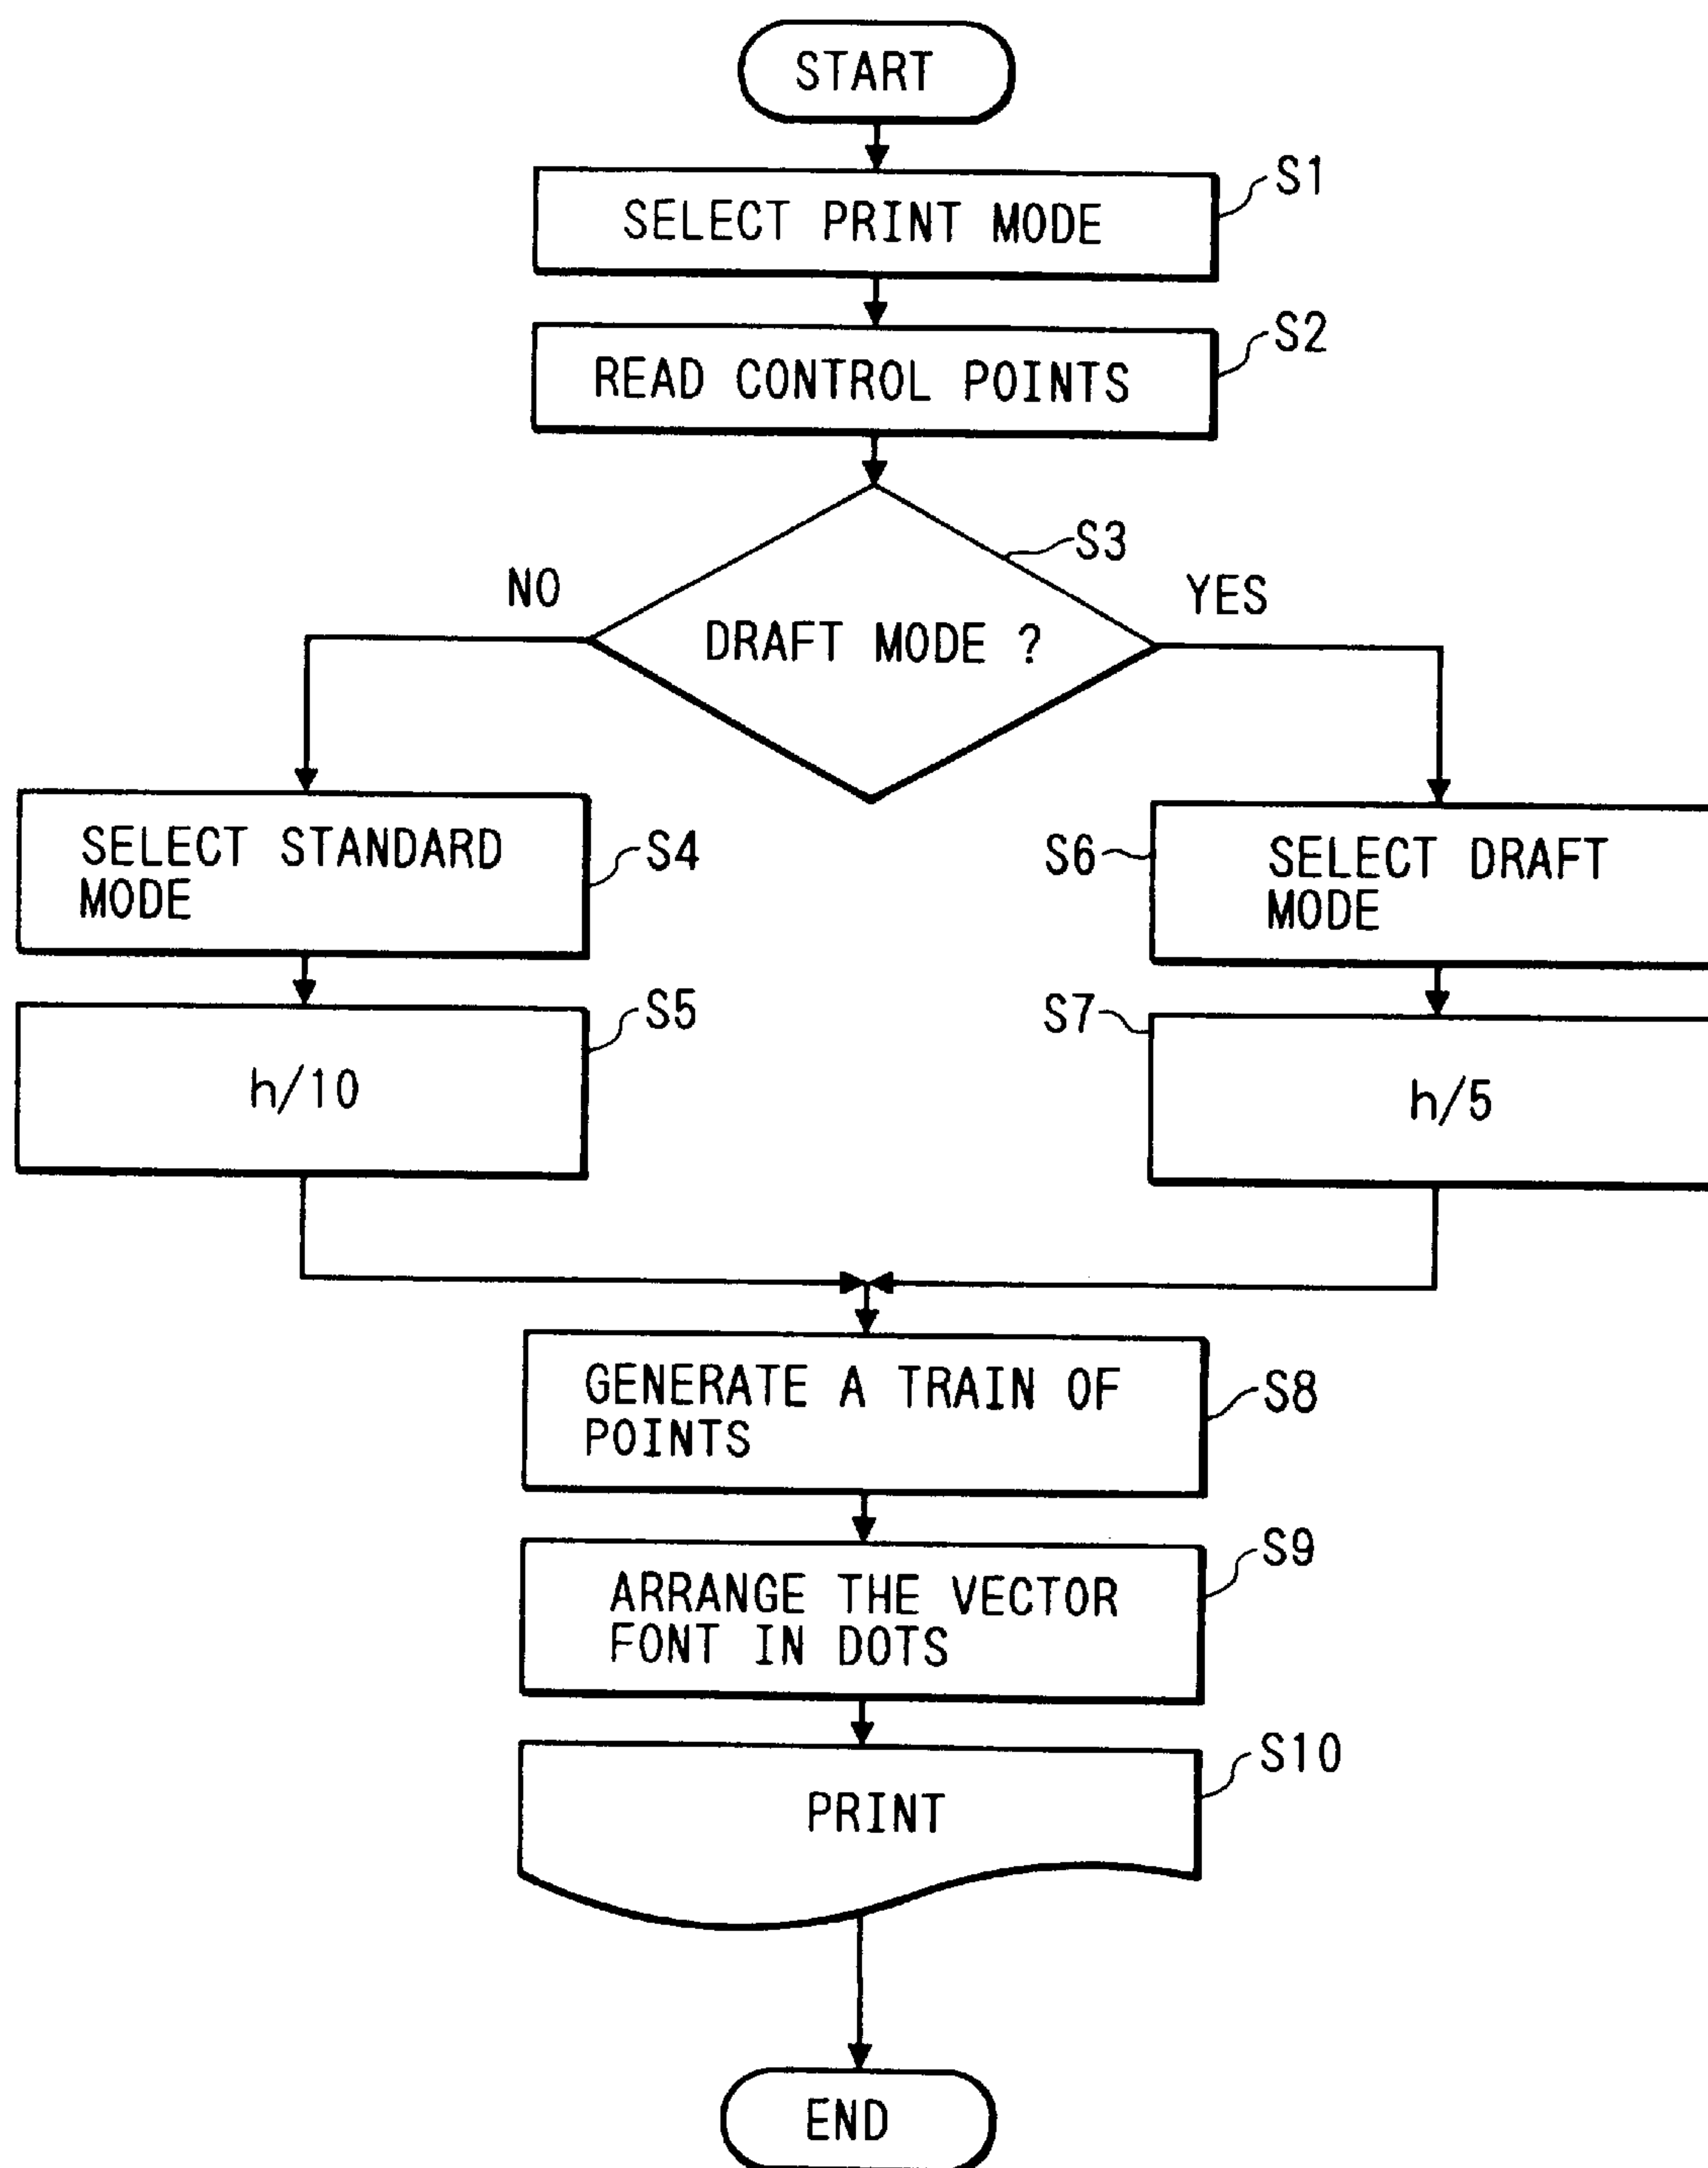 START
SELECT PRINT MODE
S1
READ CONTROL POINTS
S2
S3
NO
YES
DRAFT MODE ?
SELECT STANDARD
MODE
S4
S6
SELECT DRAFT
MODE
h/10
S5
S7
h/5
GENERATE A TRAIN OF
POINTS
S8
ARRANGE THE VECTOR
FONT IN DOTS
S9
PRINT
S10
END